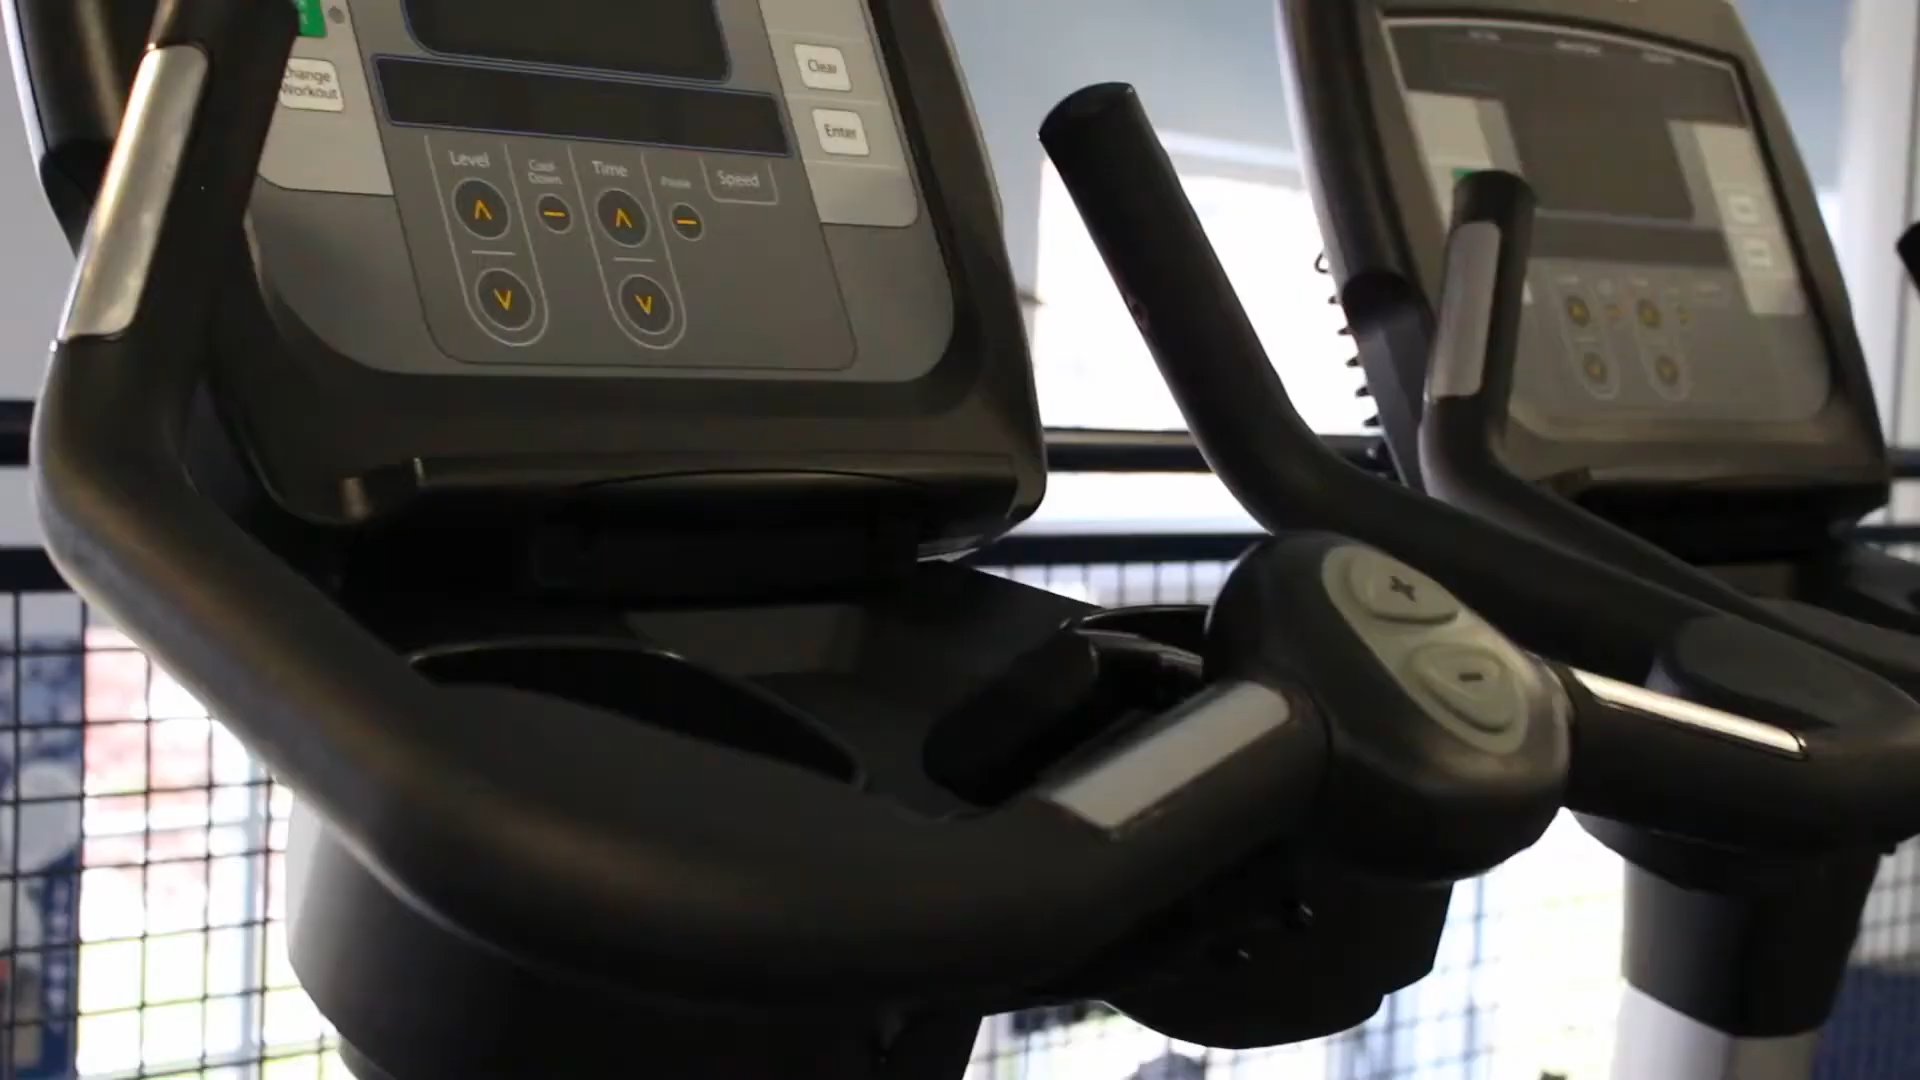 Change
Workout
Clear
Enter
Level
Cool
Down
Time
Pause
Speed
+
-